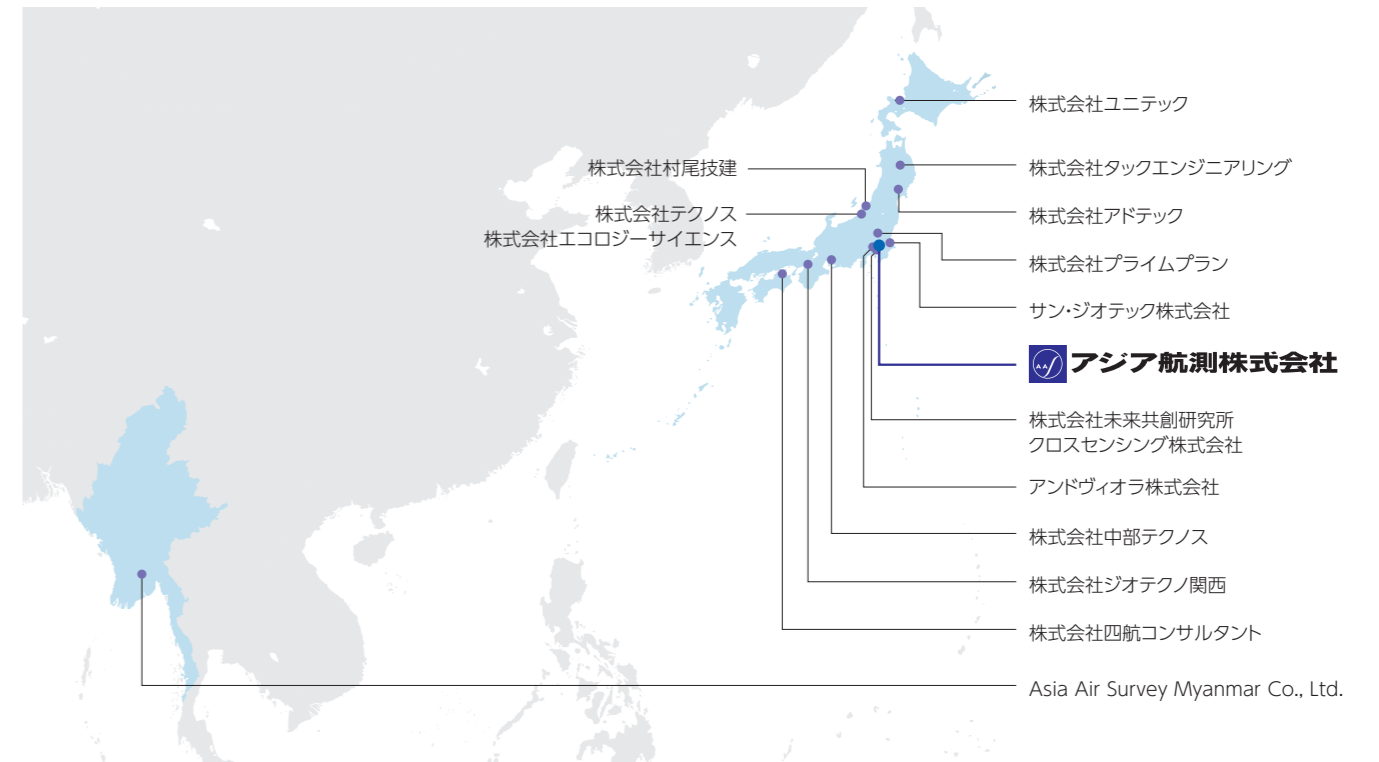 株式会社ユニテック
株式会社村尾技建
株式会社タックエンジニアリング
株式会社テクノス
株式会社アドテック
株式会社エコロジーサイエンス
株式会社プライムプラン
サン・ジオテック株式会社
AAS アジア航測株式会社
株式会社未来共創研究所
クロスセンシング株式会社
アンドヴィオラ株式会社
株式会社中部テクノス
株式会社ジオテクノ関西
株式会社四航コンサルタント
Asia Air Survey Myanmar Co., Ltd.